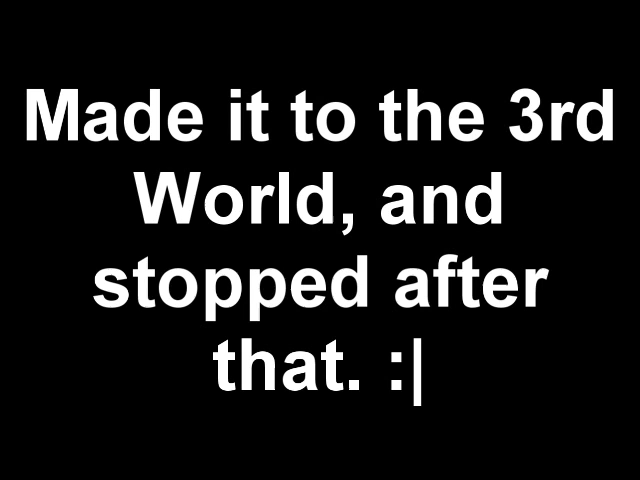 Made it to the 3rd
World, and
stopped after
that. :|